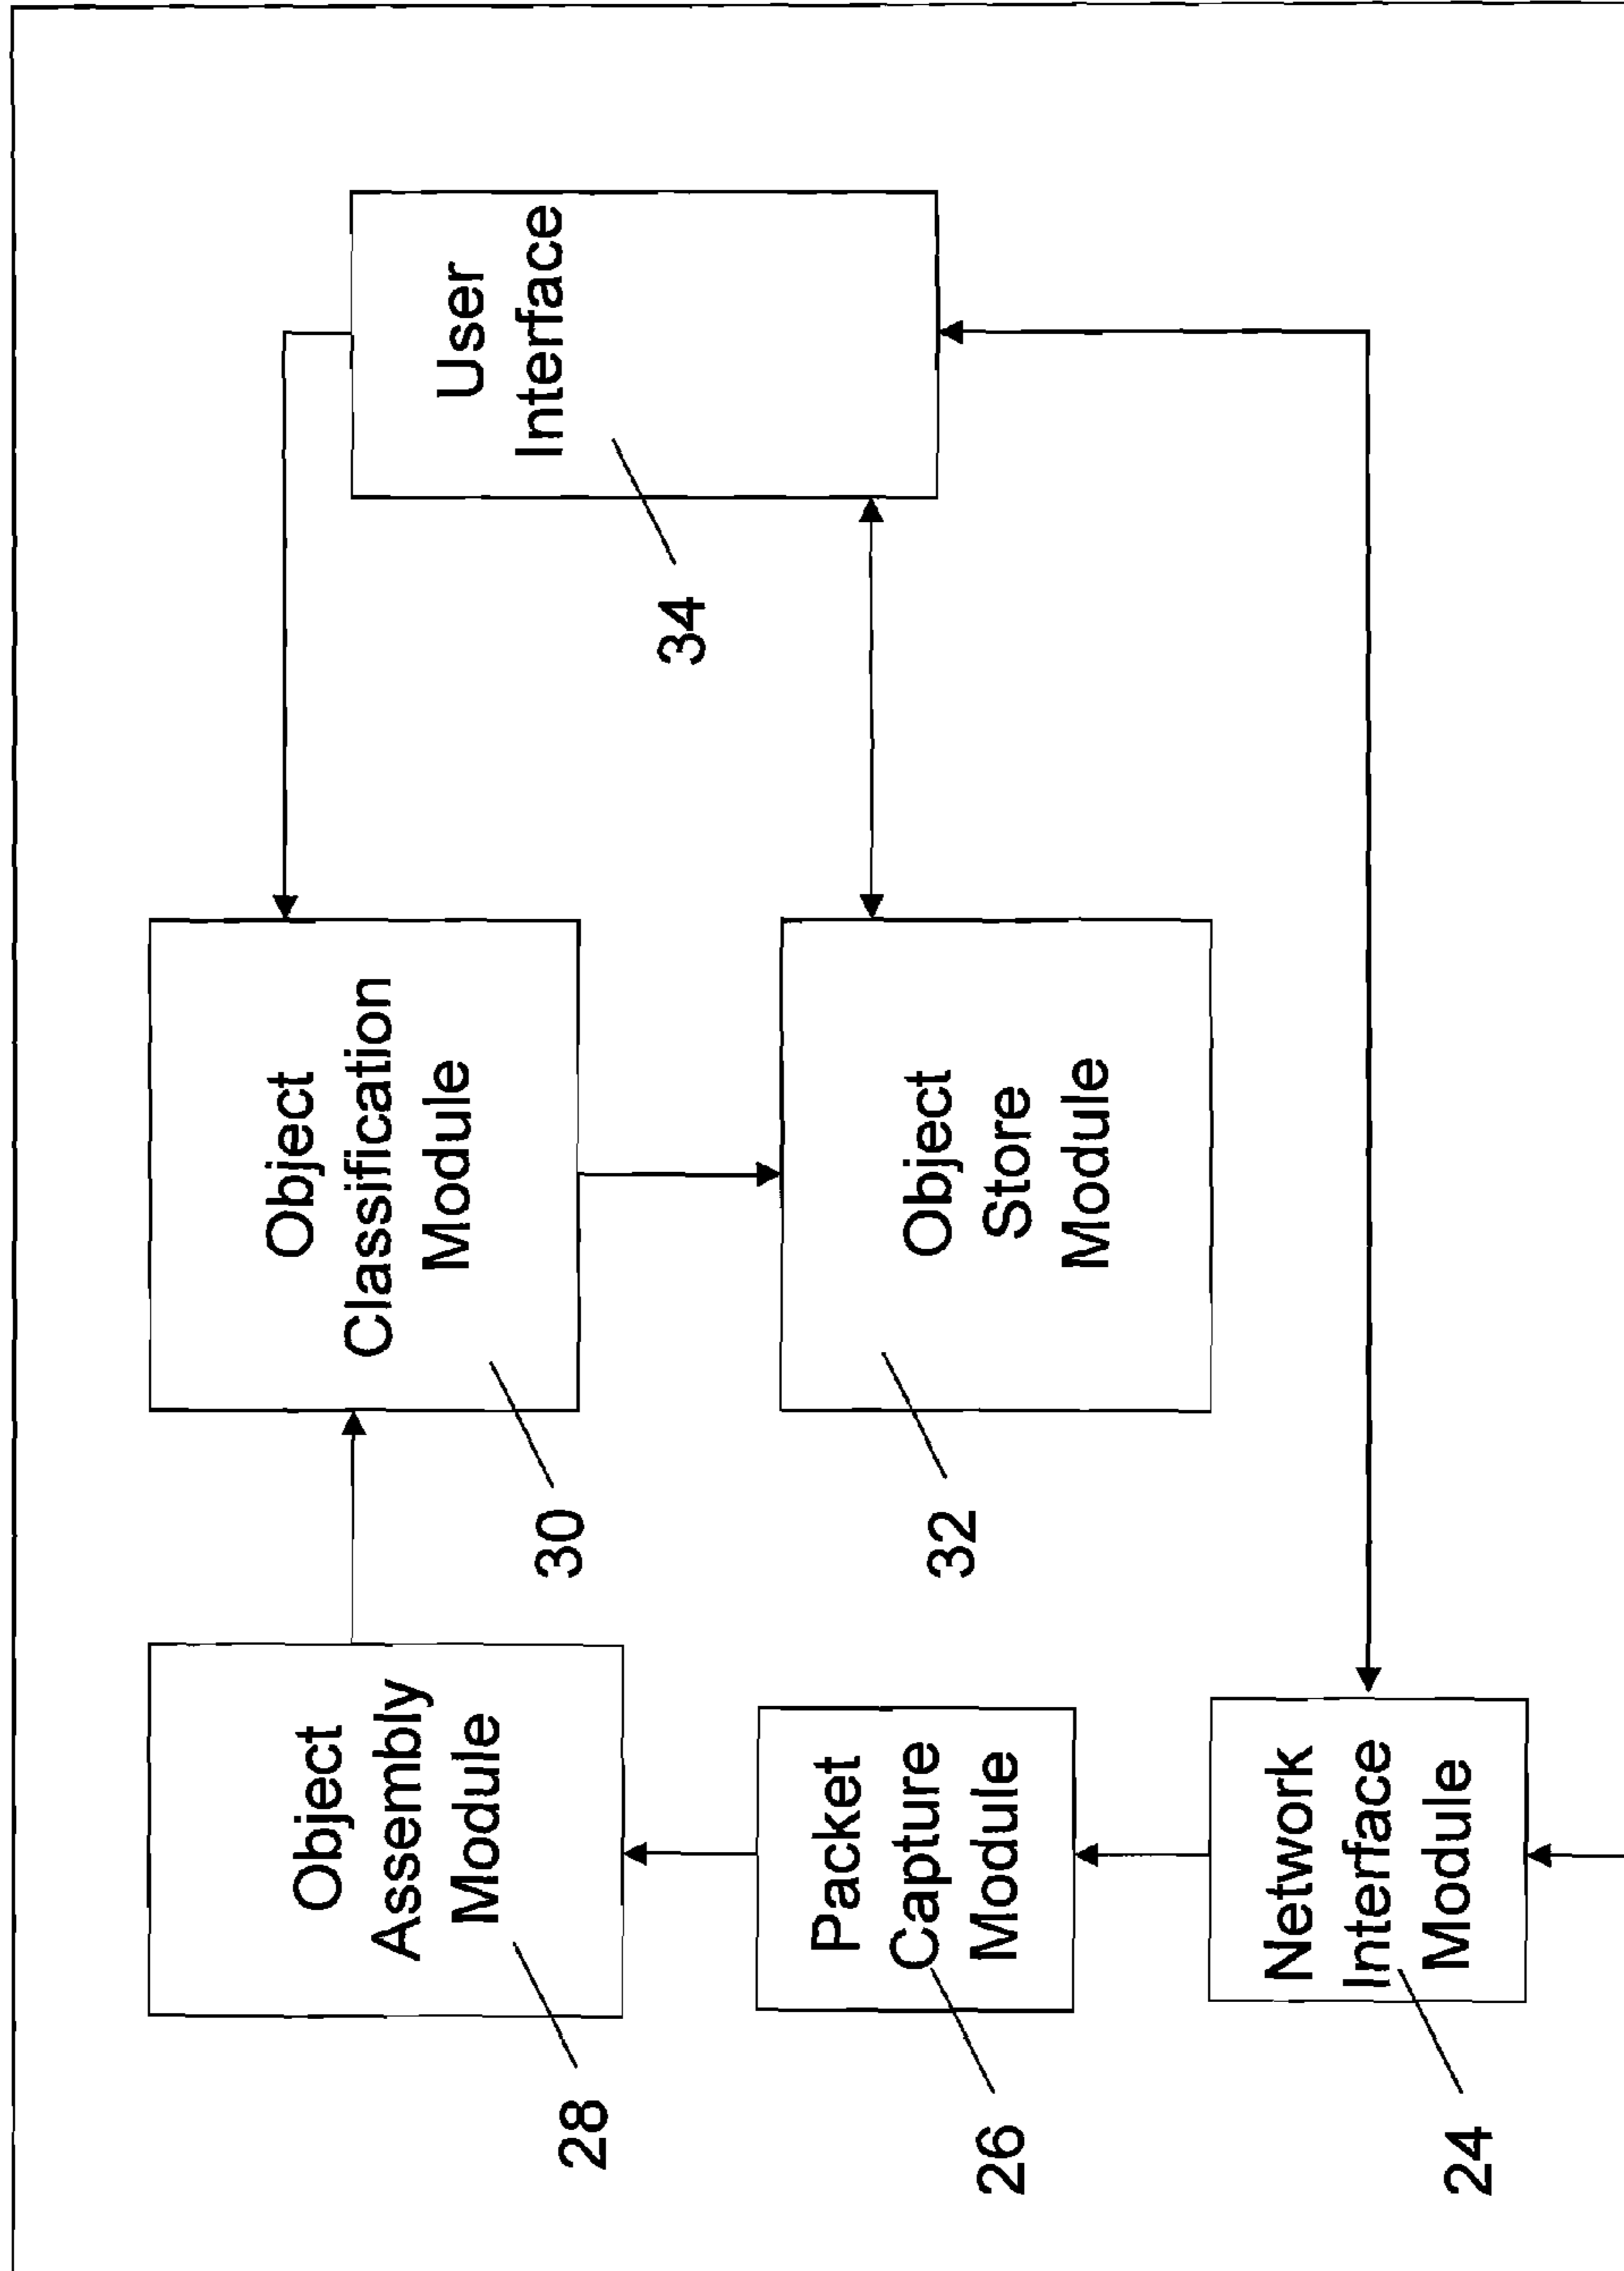 Object
Assembly
Module
28
Packet
Capture
Module
26
Network
Interface
Module
24
Object
Classification
Module
30
Object
Store
Module
32
User
Interface
34